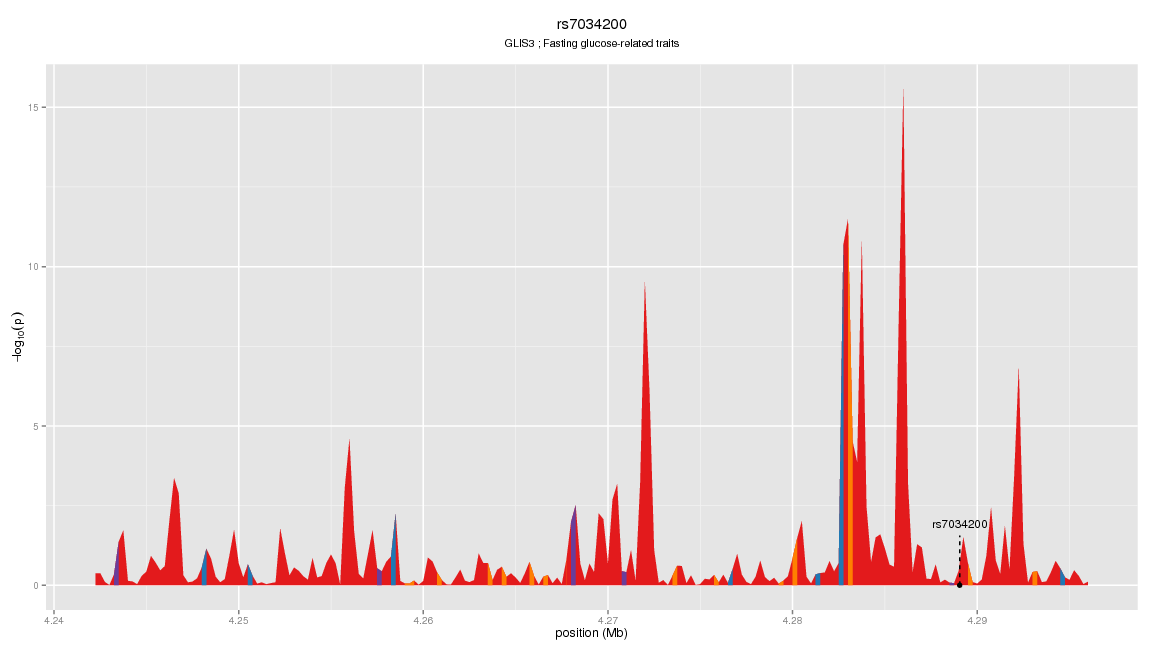 rs7034200
GLIS3 ; Fasting glucose-related traits
15
10
5
0
−log₁₀(p)
rs7034200
4.24 4.25 4.26 4.27 4.28 4.29
position (Mb)